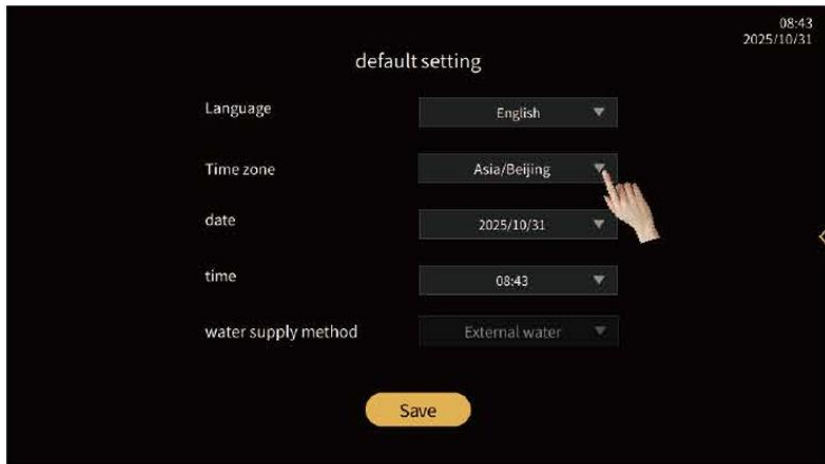 08:43
2025/10/31
default setting
Language
English
Time zone
Asia/Beijing
date
2025/10/31
time
08:43
water supply method
External water
Save